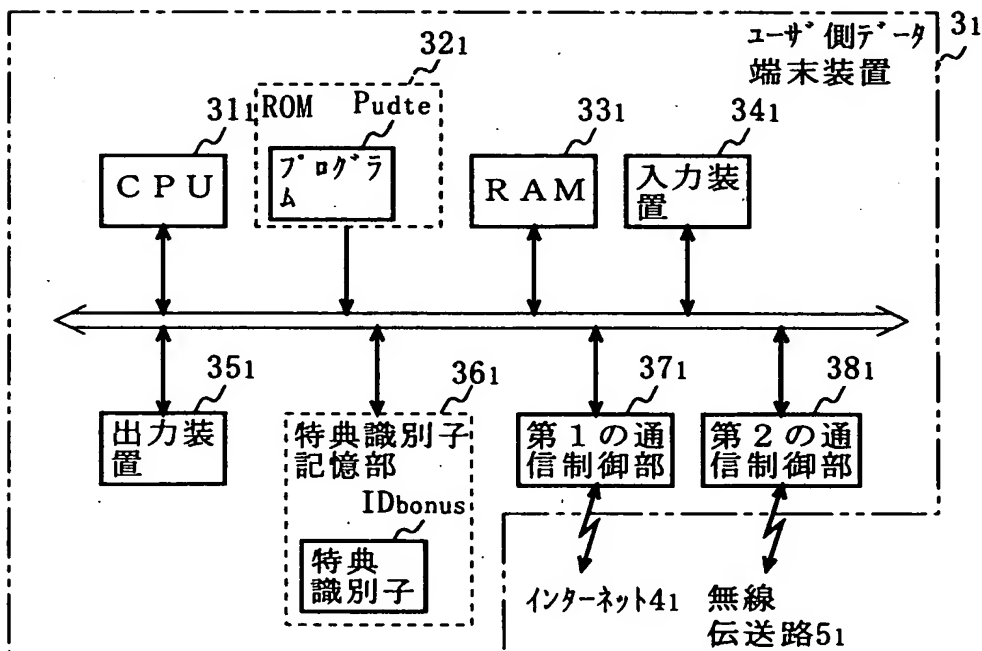 ユーザ側データ
端末装置
31
321
ROM
Pudte
プログラ
ム
311
CPU
331
RAM
341
入力装
置
351
出力装
置
361
特典識別子
記憶部
IDbonus
特典
識別子
371
第1の通
信制御部
381
第2の通
信制御部
インターネット41
無線
伝送路51